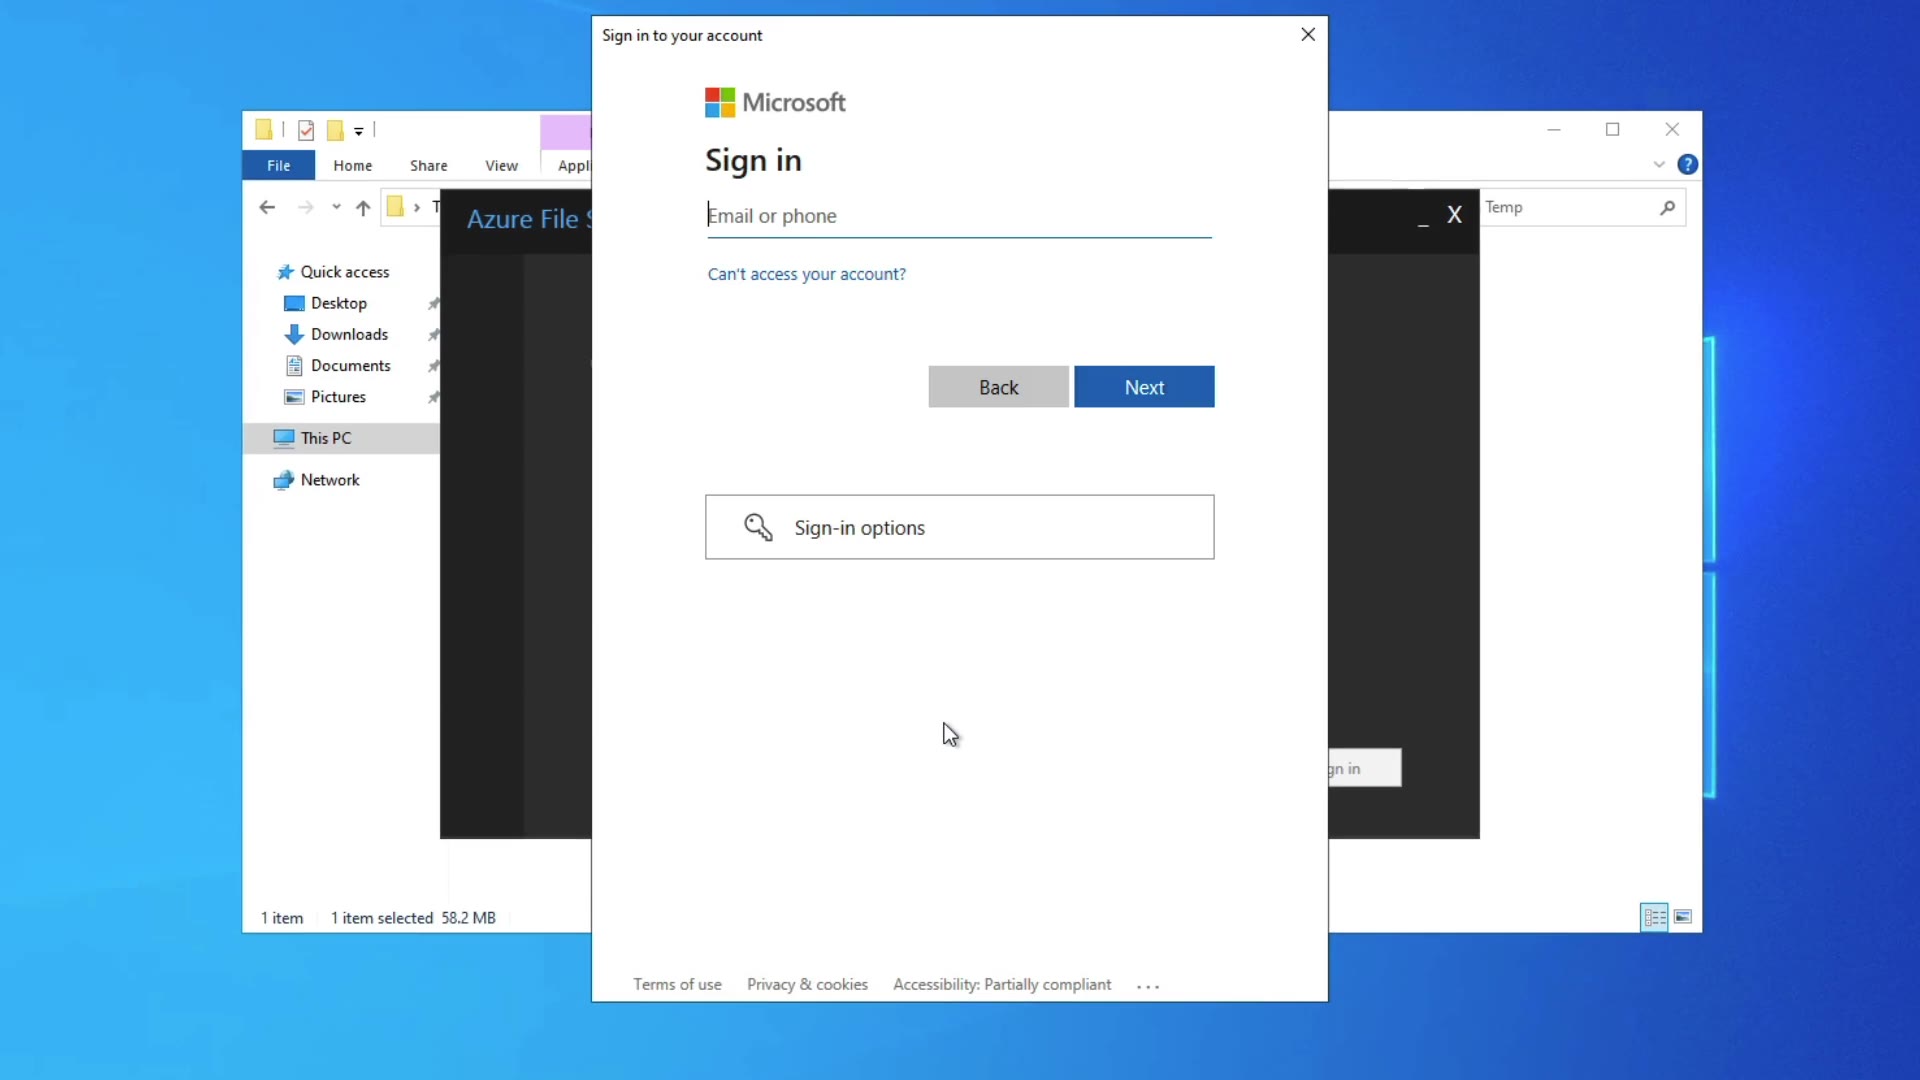 Sign in to your account
Microsoft
Sign in
Email or phone
Can't access your account?
Back
Next
Sign-in options
Terms of use
Privacy & cookies
Accessibility: Partially compliant
...
File
Home
Share
View
Appli
Temp
Azure File S
_ X
Quick access
Desktop
Downloads
Documents
Pictures
This PC
Network
gn in
1 item
1 item selected 58.2 MB